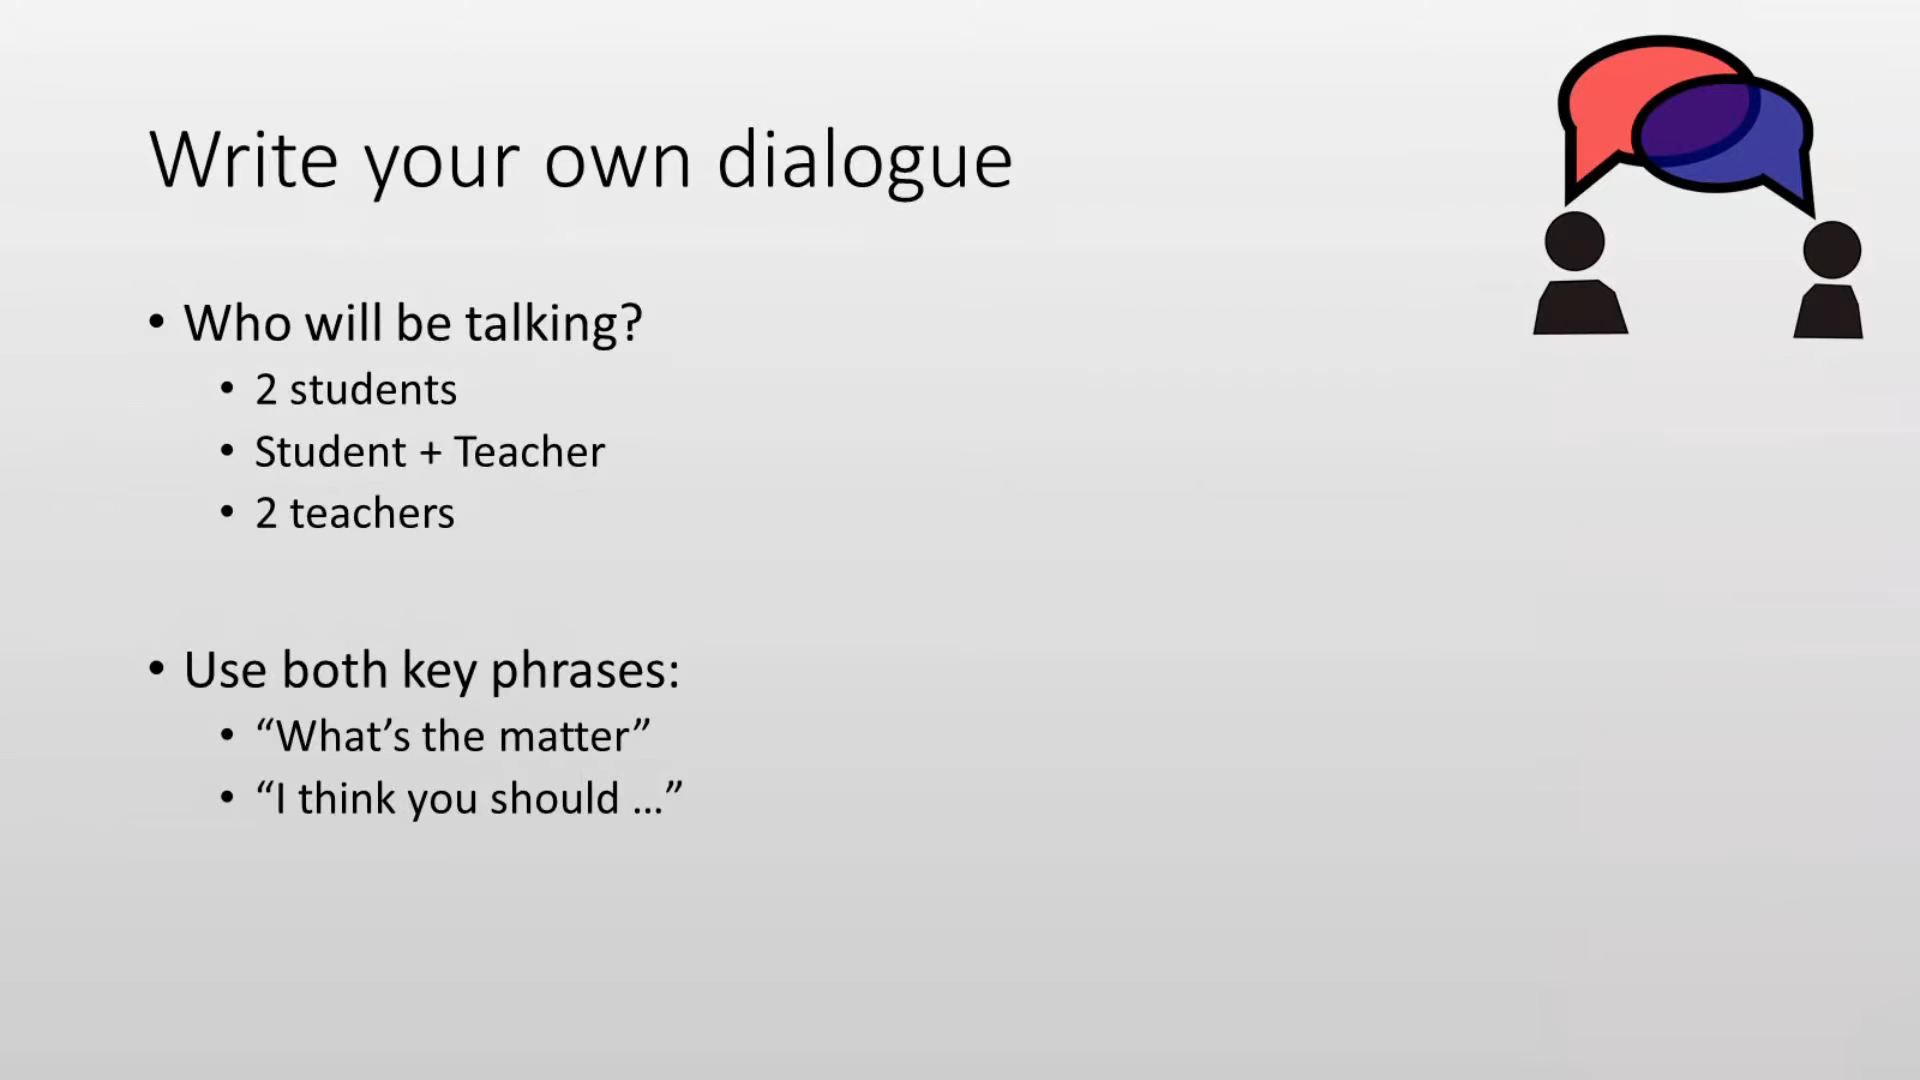 Write your own dialogue
• Who will be talking?
• 2 students
• Student + Teacher
• 2 teachers
• Use both key phrases:
• “What’s the matter”
• “I think you should …”